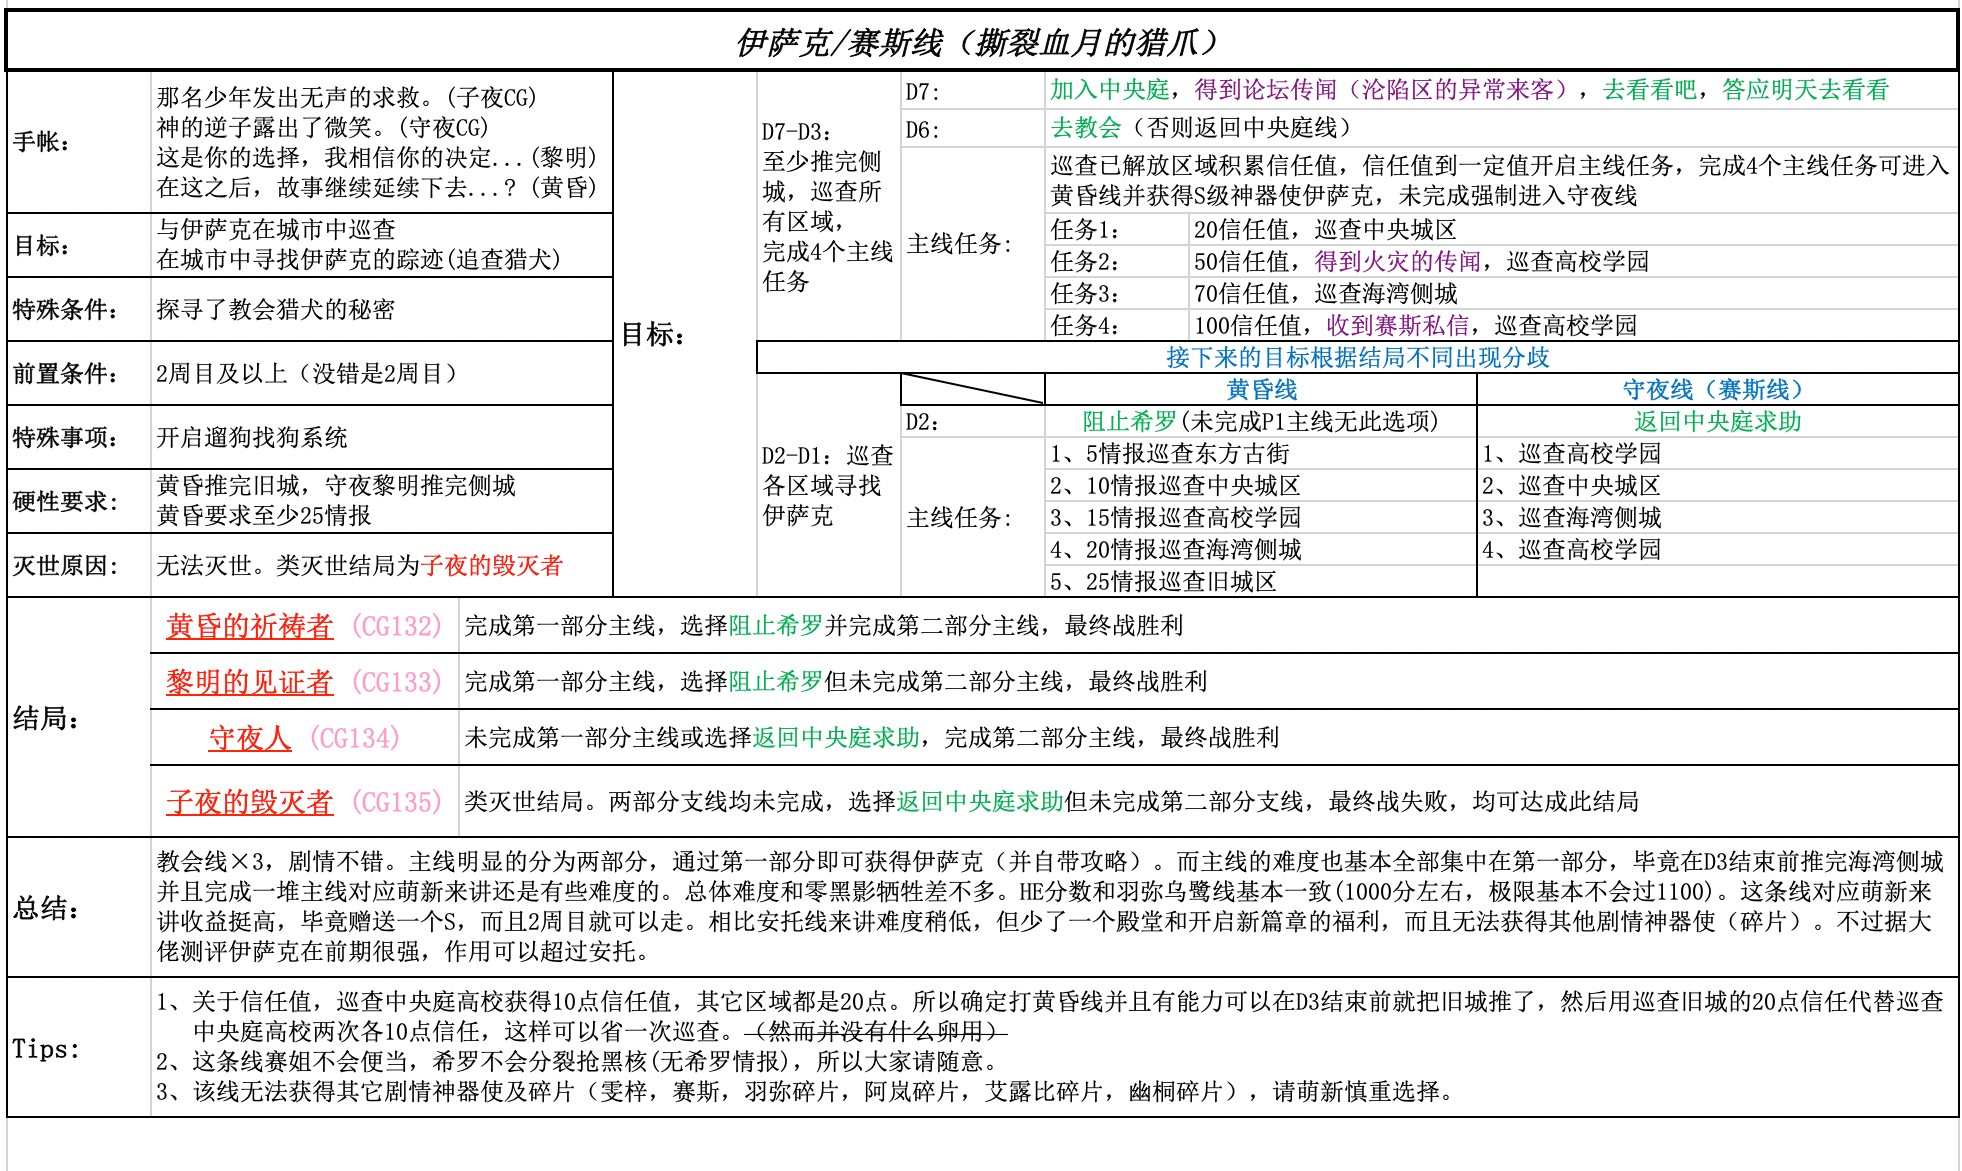 伊萨克/赛斯线（撕裂血月的猎爪）
手帐：
那名少年发出无声的求救。(子夜CG)
神的逆子露出了微笑。(守夜CG)
这是你的选择，我相信你的决定...(黎明)
在这之后，故事继续延续下去...？(黄昏)
目标：
与伊萨克在城市中巡查
在城市中寻找伊萨克的踪迹(追查猎犬)
特殊条件：
探寻了教会猎犬的秘密
前置条件：
2周目及以上（没错是2周目）
特殊事项：
开启遛狗找狗系统
硬性要求：
黄昏推完旧城，守夜黎明推完侧城
黄昏要求至少25情报
灭世原因：
无法灭世。类灭世结局为子夜的毁灭者
目标：
D7-D3：
至少推完侧
城，巡查所
有区域，
完成4个主线
任务
D7:
加入中央庭，得到论坛传闻（沦陷区的异常来客），去看看吧，答应明天去看看
D6:
去教会（否则返回中央庭线）
主线任务:
巡查已解放区域积累信任值，信任值到一定值开启主线任务，完成4个主线任务可进入
黄昏线并获得S级神器使伊萨克，未完成强制进入守夜线
任务1：
20信任值，巡查中央城区
任务2：
50信任值，得到火灾的传闻，巡查高校学园
任务3：
70信任值，巡查海湾侧城
任务4：
100信任值，收到赛斯私信，巡查高校学园
接下来的目标根据结局不同出现分歧
黄昏线
守夜线（赛斯线）
D2-D1：巡查
各区域寻找
伊萨克
D2：
阻止希罗(未完成P1主线无此选项)
返回中央庭求助
主线任务:
1、5情报巡查东方古街
1、巡查高校学园
2、10情报巡查中央城区
2、巡查中央城区
3、15情报巡查高校学园
3、巡查海湾侧城
4、20情报巡查海湾侧城
4、巡查高校学园
5、25情报巡查旧城区
结局：
黄昏的祈祷者（CG132）
完成第一部分主线，选择阻止希罗并完成第二部分主线，最终战胜利
黎明的见证者（CG133）
完成第一部分主线，选择阻止希罗但未完成第二部分主线，最终战胜利
守夜人（CG134）
未完成第一部分主线或选择返回中央庭求助，完成第二部分主线，最终战胜利
子夜的毁灭者（CG135）
类灭世结局。两部分支线均未完成，选择返回中央庭求助但未完成第二部分支线，最终战失败，均可达成此结局
总结：
教会线×3，剧情不错。主线明显的分为两部分，通过第一部分即可获得伊萨克（并自带攻略）。而主线的难度也基本全部集中在第一部分，毕竟在D3结束前推完海湾侧城
并且完成一堆主线对应萌新来讲还是有些难度的。总体难度和零黑影牺牲差不多。HE分数和羽弥乌鹭线基本一致(1000分左右，极限基本不会过1100)。这条线对应萌新来
讲收益挺高，毕竟赠送一个S，而且2周目就可以走。相比安托线来讲难度稍低，但少了一个殿堂和开启新篇章的福利，而且无法获得其他剧情神器使（碎片）。不过据大
佬测评伊萨克在前期很强，作用可以超过安托。
Tips:
1、关于信任值，巡查中央庭高校获得10点信任值，其它区域都是20点。所以确定打黄昏线并且有能力可以在D3结束前就把旧城推了，然后用巡查旧城的20点信任代替巡查
中央庭高校两次各10点信任，这样可以省一次巡查。（然而并没有什么卵用）
2、这条线赛姐不会便当，希罗不会分裂抢黑核(无希罗情报)，所以大家请随意。
3、该线无法获得其它剧情神器使及碎片（雯梓，赛斯，羽弥碎片，阿岚碎片，艾露比碎片，幽桐碎片），请萌新慎重选择。